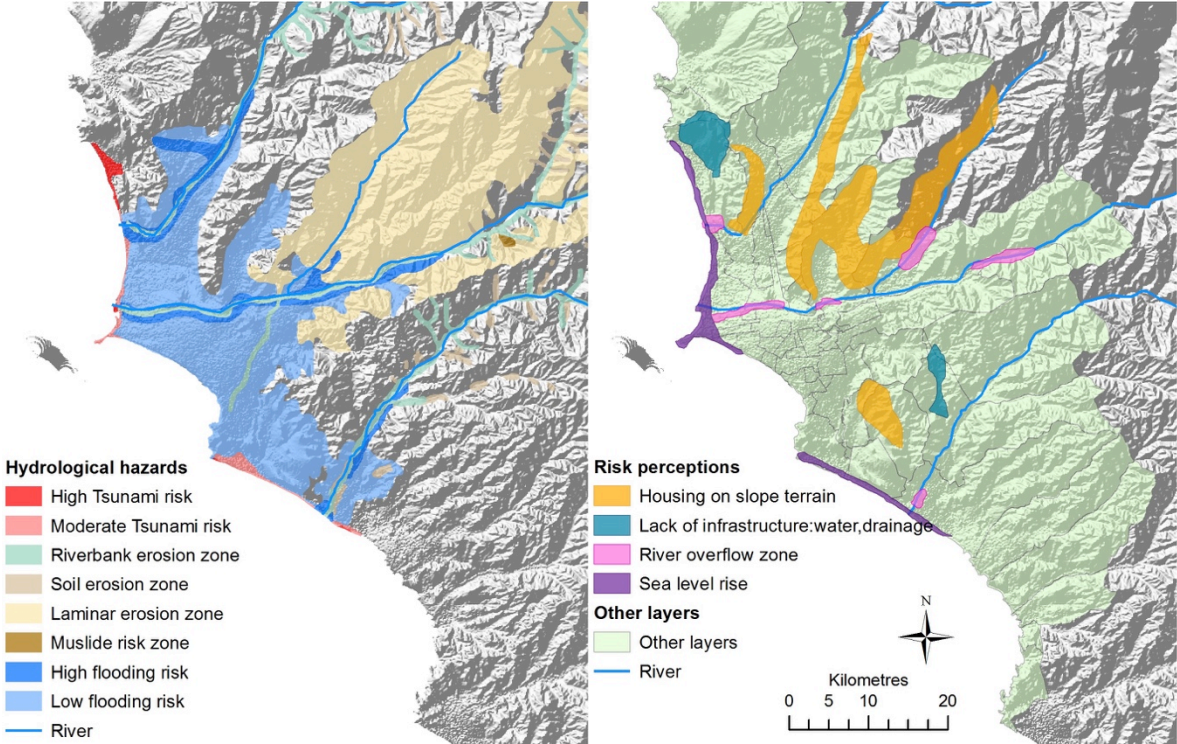 Hydrological hazards
High Tsunami risk
Moderate Tsunami risk
Riverbank erosion zone
Soil erosion zone
Laminar erosion zone
Muslide risk zone
High flooding risk
Low flooding risk
River
Risk perceptions
Housing on slope terrain
Lack of infrastructure:water,drainage
River overflow zone
Sea level rise
Other layers
Other layers
River
N
Kilometres
0 10 20